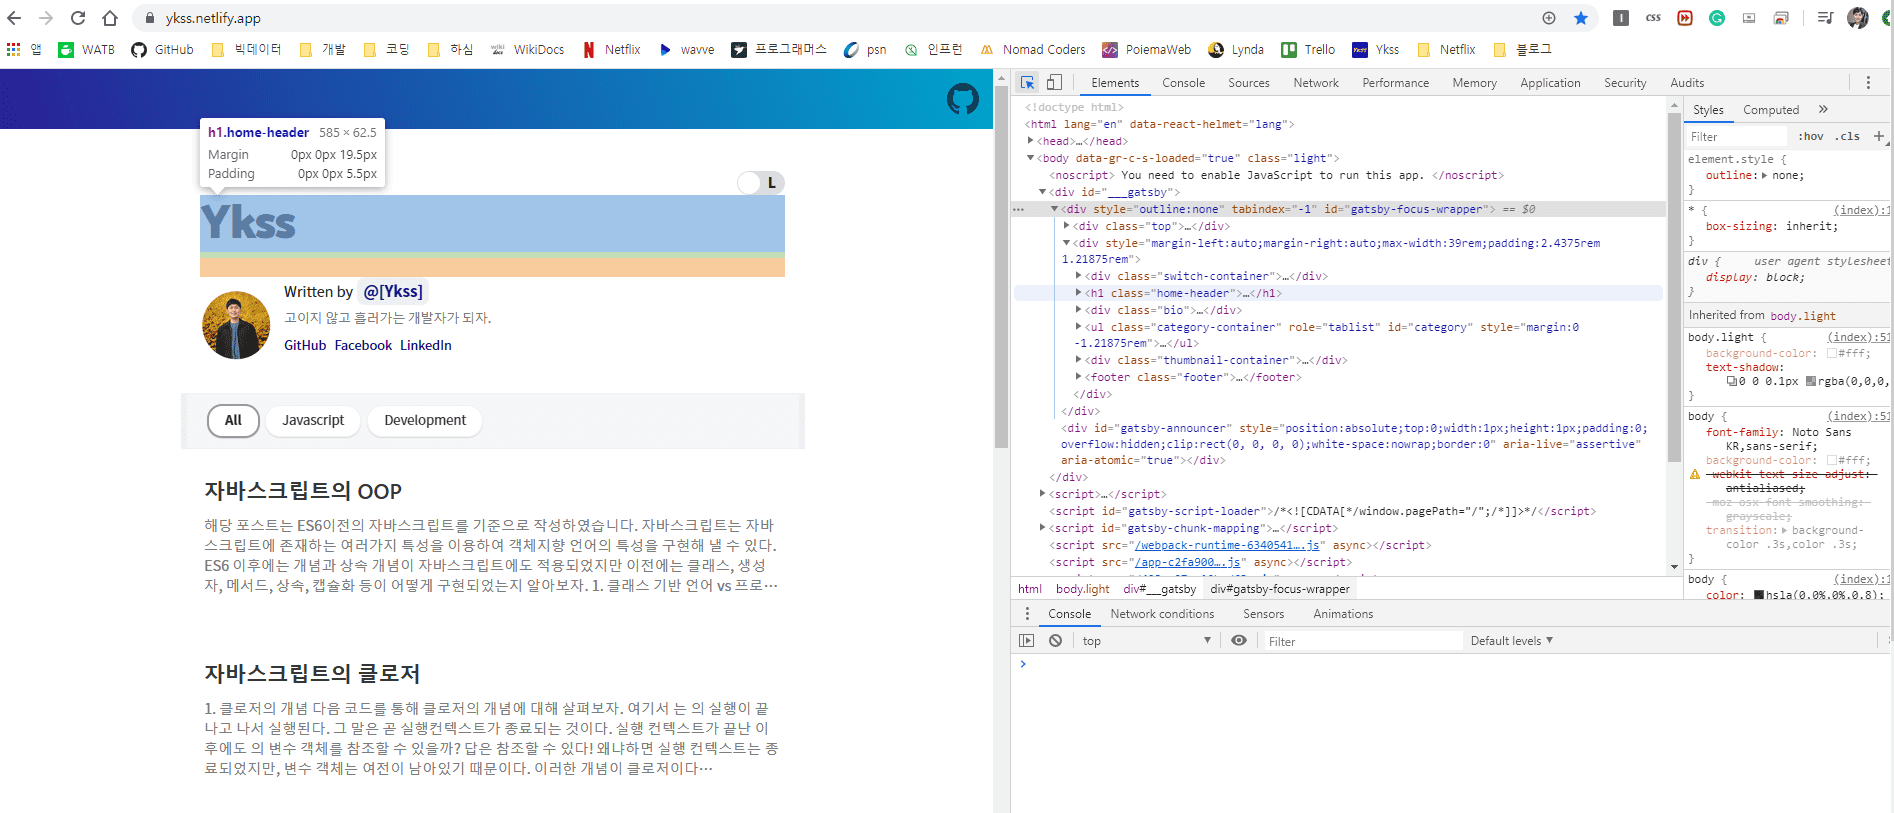 ykss.netlify.app
css
앱 WATB GitHub 빅데이터 개발 코딩 하심 WikiDocs Netflix wavve 프로그래머스 psn 인프런 Nomad Coders PoiemaWeb Lynda Trello Ykss Netflix 블로그
h1.home-header 585 × 62.5
Margin 0px 0px 19.5px
Padding 0px 0px 5.5px
L
Ykss
Written by @[Ykss]
고이지 않고 흘러가는 개발자가 되자.
GitHub Facebook LinkedIn
All Javascript Development
자바스크립트의 OOP
해당 포스트는 ES6이전의 자바스크립트를 기준으로 작성하였습니다. 자바스크립트는 자바
스크립트에 존재하는 여러가지 특성을 이용하여 객체지향 언어의 특성을 구현해 낼 수 있다.
ES6 이후에는 개념과 상속 개념이 자바스크립트에도 적용되었지만 이전에는 클래스, 생성
자, 메서드, 상속, 캡슐화 등이 어떻게 구현되었는지 알아보자. 1. 클래스 기반 언어 vs 프로…
자바스크립트의 클로저
1. 클로저의 개념 다음 코드를 통해 클로저의 개념에 대해 살펴보자. 여기서 는 의 실행이 끝
나고 나서 실행된다. 그 말은 곧 실행컨텍스트가 종료되는 것이다. 실행 컨텍스트가 끝난 이
후에도 의 변수 객체를 참조할 수 있을까? 답은 참조할 수 있다! 왜냐하면 실행 컨텍스트는 종
료되었지만, 변수 객체는 여전이 남아있기 때문이다. 이러한 개념이 클로저이다…
Elements Console Sources Network Performance Memory Application Security Audits
<!doctype html>
<html lang="en" data-react-helmet="lang">
<head>…</head>
<body data-gr-c-s-loaded="true" class="light">
<noscript> You need to enable JavaScript to run this app. </noscript>
<div id="___gatsby">
<div style="outline:none" tabindex="-1" id="gatsby-focus-wrapper"> == $0
<div class="top">…</div>
<div style="margin-left:auto;margin-right:auto;max-width:39rem;padding:2.4375rem
1.21875rem">
<div class="switch-container">…</div>
<h1 class="home-header">…</h1>
<div class="bio">…</div>
<ul class="category-container" role="tablist" id="category" style="margin:0
-1.21875rem">…</ul>
<div class="thumbnail-container">…</div>
<footer class="footer">…</footer>
</div>
</div>
<div id="gatsby-announcer" style="position:absolute;top:0;width:1px;height:1px;padding:0;
overflow:hidden;clip:rect(0, 0, 0, 0);white-space:nowrap;border:0" aria-live="assertive"
aria-atomic="true"></div>
</div>
<script>…</script>
<script id="gatsby-script-loader">/*<![CDATA[*/window.pagePath="/";/*]]>*/</script>
<script id="gatsby-chunk-mapping">…</script>
<script src="/webpack-runtime-6340541….js" async></script>
<script src="/app-c2fa900….js" async></script>
html body.light div#___gatsby div#gatsby-focus-wrapper
Styles Computed
Filter :hov .cls +
element.style {
outline: none;
}
* { (index):1
box-sizing: inherit;
}
div { user agent stylesheet
display: block;
}
Inherited from body.light
body.light { (index):51
background-color: #fff;
text-shadow:
0 0 0.1px rgba(0,0,0,
}
body { (index):51
font-family: Noto Sans
KR,sans-serif;
background-color: #fff;
-webkit-text-size-adjust:
antialiased;
-moz-osx-font-smoothing:
grayscale;
transition: background-
color .3s,color .3s;
}
body { (index):1
color: hsla(0,0%,0%,0.8);
Console Network conditions Sensors Animations
top Filter Default levels